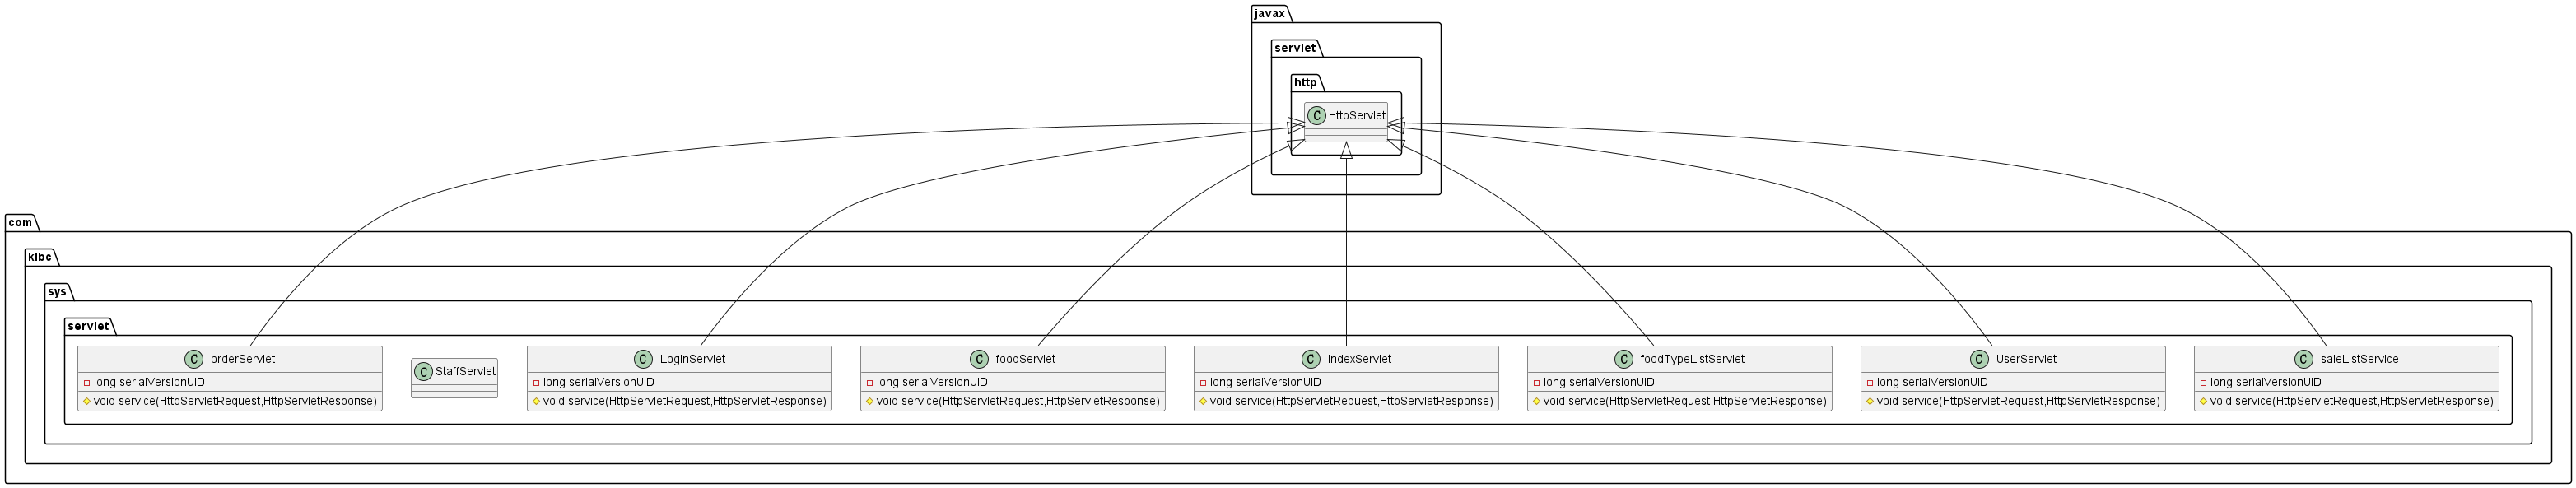 javax
servlet
http
C HttpServlet
com
klbc
sys
servlet
C orderServlet
long serialVersionUID
void service(HttpServletRequest,HttpServletResponse)
C StaffServlet
C LoginServlet
long serialVersionUID
void service(HttpServletRequest,HttpServletResponse)
C foodServlet
long serialVersionUID
void service(HttpServletRequest,HttpServletResponse)
C indexServlet
long serialVersionUID
void service(HttpServletRequest,HttpServletResponse)
C foodTypeListServlet
long serialVersionUID
void service(HttpServletRequest,HttpServletResponse)
C UserServlet
long serialVersionUID
void service(HttpServletRequest,HttpServletResponse)
C saleListService
long serialVersionUID
void service(HttpServletRequest,HttpServletResponse)